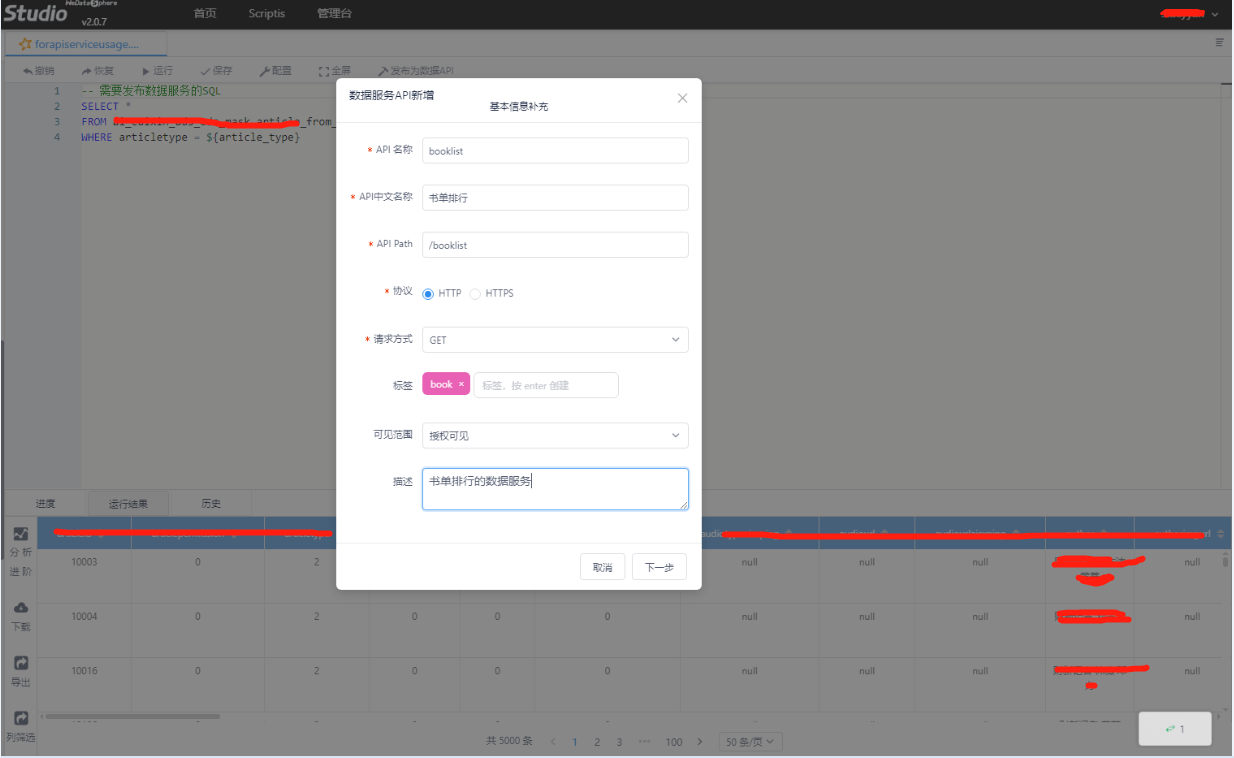 WeDataSphere
Studio v2.0.7 首页 Scriptis 管理台
forapiserviceusage....
撤销 恢复 运行 保存 配置 全屏 发布为数据API
1 -- 需要发布数据服务的SQL
2 SELECT *
3 FROM
4 WHERE articletype = ${article_type}
数据服务API新增
基本信息补充
* API 名称 booklist
* API中文名称 书单排行
* API Path /booklist
* 协议 HTTP HTTPS
* 请求方式 GET
标签 book × 标签，按 enter 创建
可见范围 授权可见
描述 书单排行的数据服务
取消 下一步
进度 运行结果 历史
分析
进阶
下载
导出
列筛选
10003 0 2 null null null null
10004 0 2 0 0 0 null null null null
10016 0 2 0 0 0 null null null null
共 5000 条 < 1 2 3 ··· 100 > 50 条/页
1